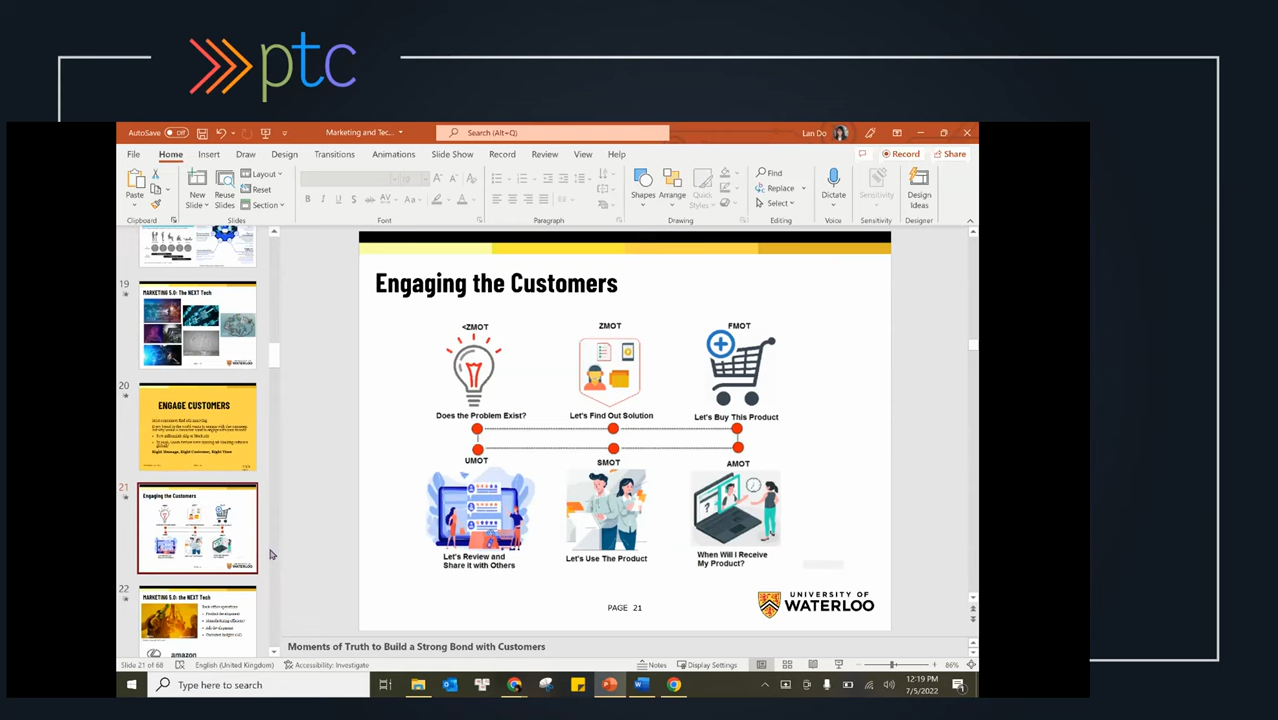 ptc
AutoSave Off
Marketing and Tec...
Search (Alt+Q)
Lan Do
File Home Insert Draw Design Transitions Animations Slide Show Record Review View Help
Record Share
Paste
New Slide
Reuse Slides
Layout
Reset
Section
Shapes Arrange Quick Styles
Find
Replace
Select
Dictate Sensitivity Design Ideas
Clipboard Slides Font Paragraph Drawing Editing Voice Sensitivity Designer
19
MARKETING 5.0: The NEXT Tech
20
ENGAGE CUSTOMERS
Right Message, Right Customer, Right Time
21
Engaging the Customers
22
MARKETING 5.0: the NEXT Tech
amazon
Engaging the Customers
<ZMOT ZMOT FMOT
Does the Problem Exist? Let's Find Out Solution Let's Buy This Product
UMOT SMOT AMOT
Let's Review and Share it with Others
Let's Use The Product
When Will I Receive My Product?
PAGE 21
UNIVERSITY OF
WATERLOO
Moments of Truth to Build a Strong Bond with Customers
Slide 21 of 68 English (United Kingdom) Accessibility: Investigate Notes Display Settings 86%
Type here to search
12:19 PM
7/5/2022